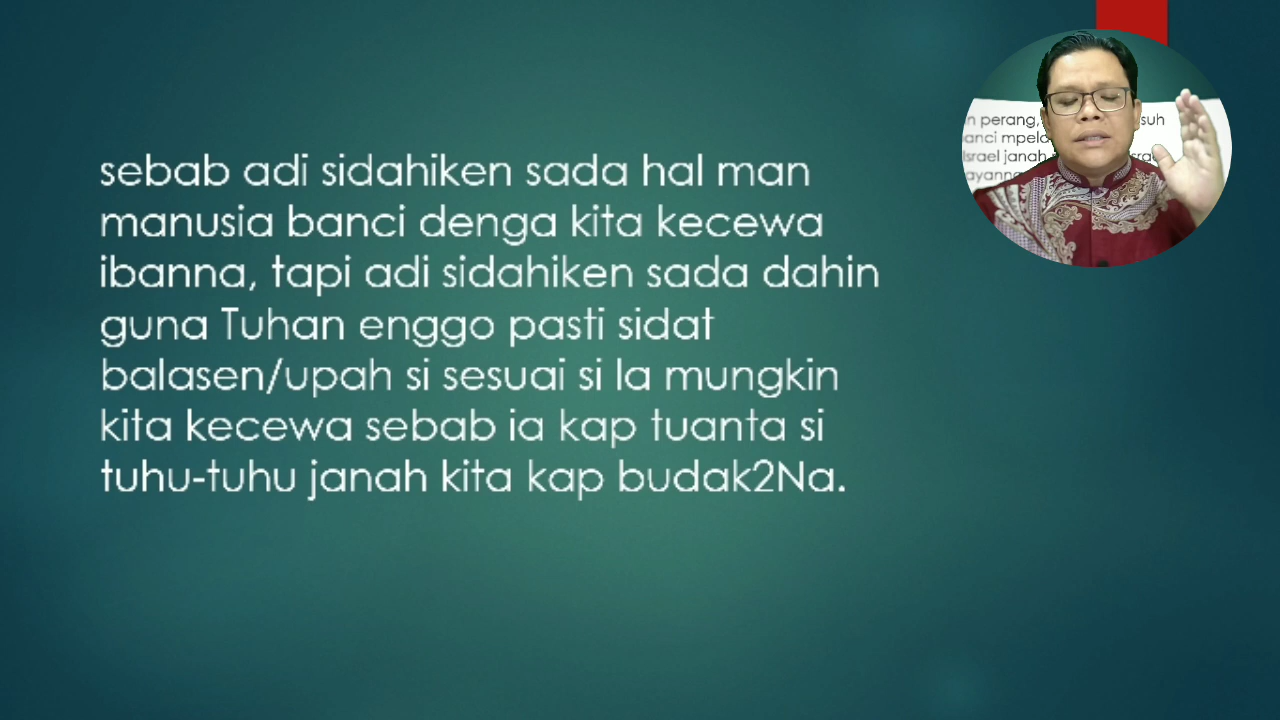 sebab adi sidahiken sada hal man
manusia banci denga kita kecewa
ibanna, tapi adi sidahiken sada dahin
guna Tuhan enggo pasti sidat
balasen/upah si sesuai si la mungkin
kita kecewa sebab ia kap tuanta si
tuhu-tuhu janah kita kap budak2Na.
n perang, suh
anci
Israel janah